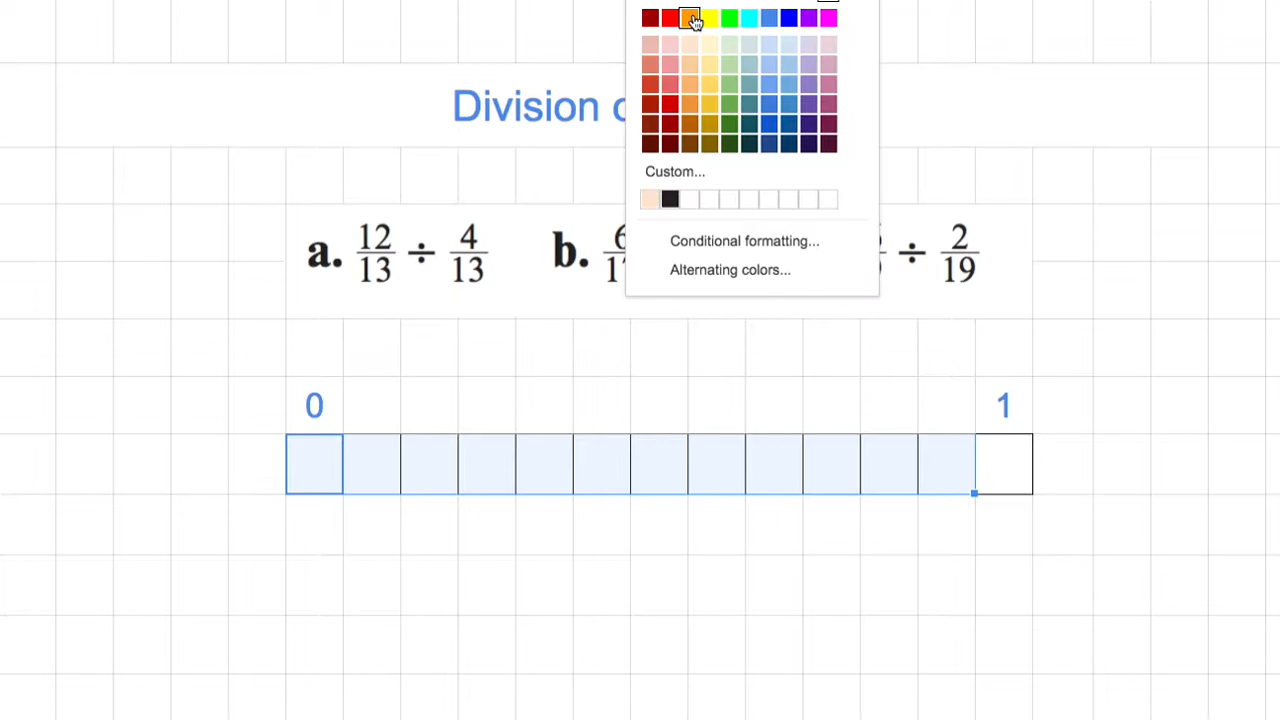 Division
Custom...
a. 12/13 ÷ 4/13 b. ÷ 2/19
Conditional formatting...
Alternating colors...
0 1